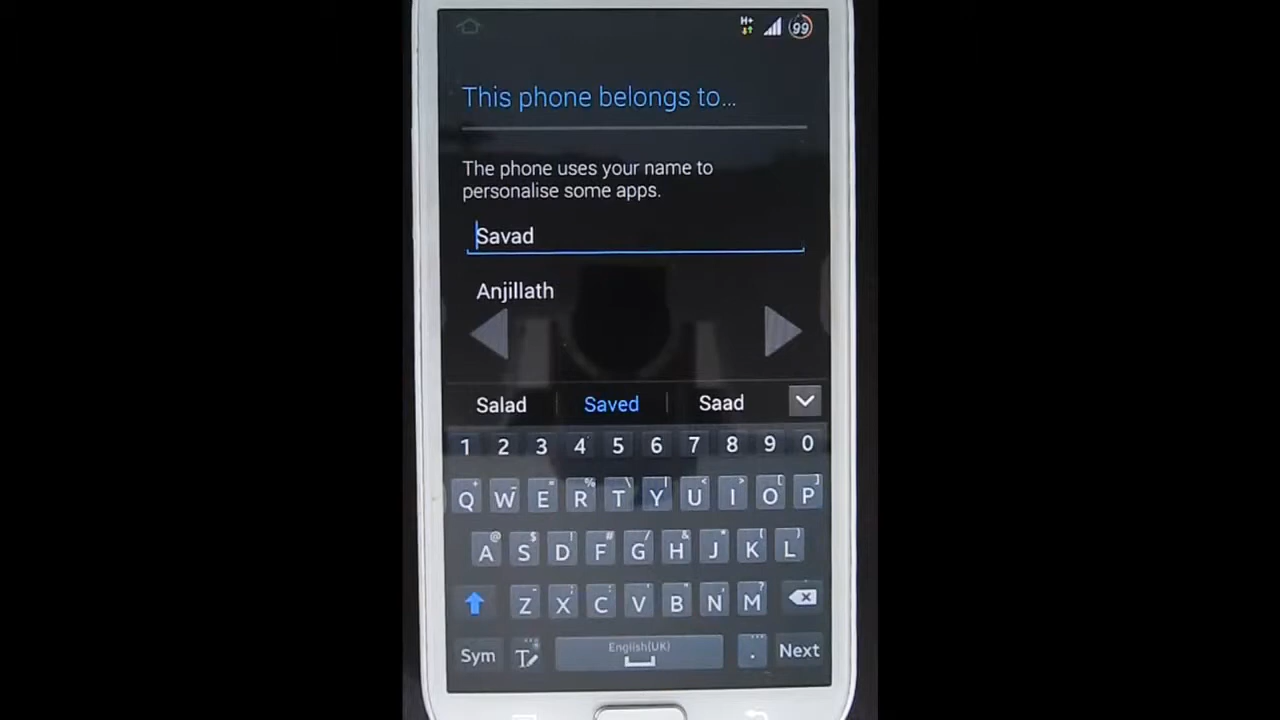 H+ 99
This phone belongs to...
The phone uses your name to
personalise some apps.
Savad
Anjillath
Salad Saved Saad
1 2 3 4 5 6 7 8 9 0
Q W E R T Y U I O P
A S D F G H J K L
Z X C V B N M
Sym T English(UK) . Next